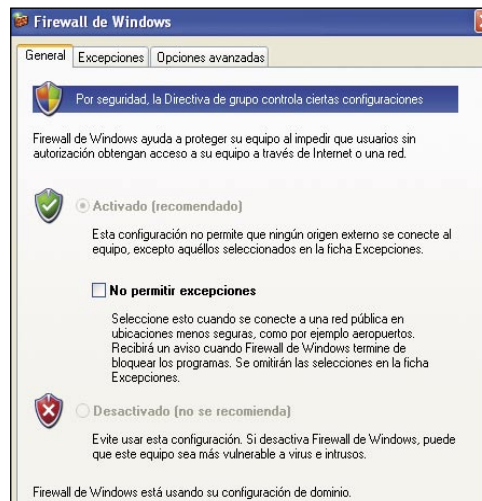 Firewall de Windows
General Excepciones Opciones avanzadas
Por seguridad, la Directiva de grupo controla ciertas configuraciones
Firewall de Windows ayuda a proteger su equipo al impedir que usuarios sin
autorización obtengan acceso a su equipo a través de Internet o una red.
Activado (recomendado)
Esta configuración no permite que ningún origen externo se conecte al
equipo, excepto aquéllos seleccionados en la ficha Excepciones.
No permitir excepciones
Seleccione esto cuando se conecte a una red pública en
ubicaciones menos seguras, como por ejemplo aeropuertos.
Recibirá un aviso cuando Firewall de Windows termine de
bloquear los programas. Se omitirán las selecciones en la ficha
Excepciones.
Desactivado (no se recomienda)
Evite usar esta configuración. Si desactiva Firewall de Windows, puede
que este equipo sea más vulnerable a virus e intrusos.
Firewall de Windows está usando su configuración de dominio.